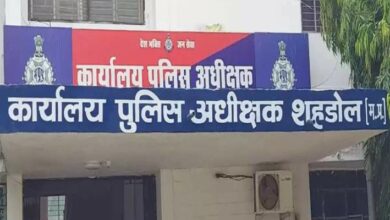 देश भक्ति जन सेवा
कार्यालय पुलिस अधीक्षक
कार्यालय पुलिस अधीक्षक शहडोल (म.प्र.)